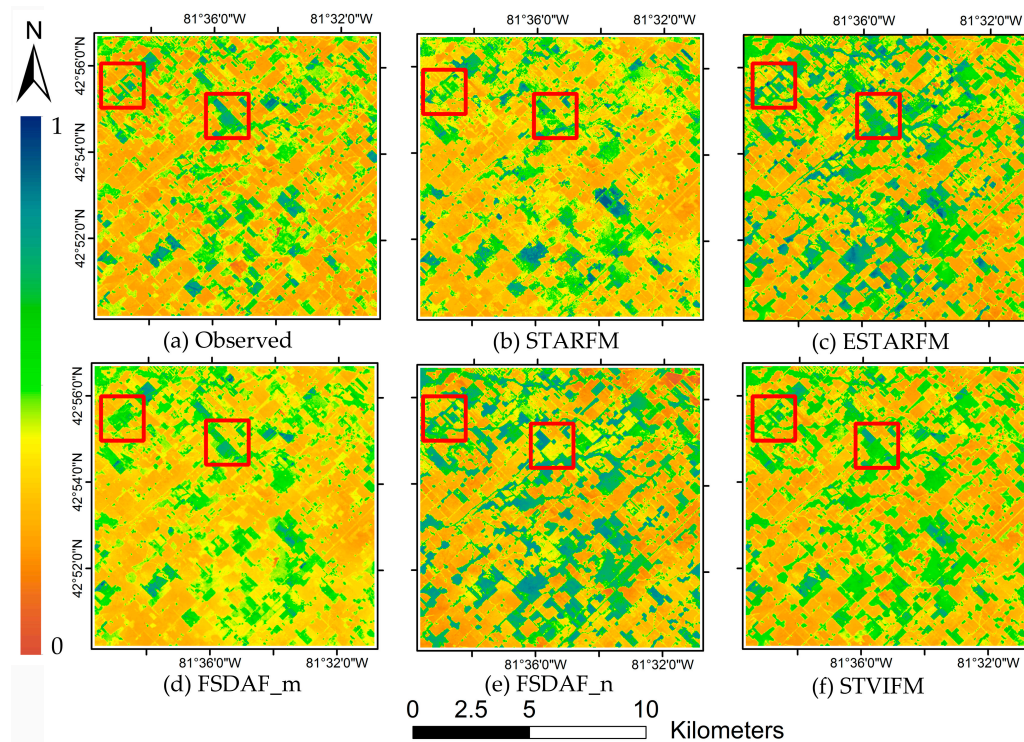 81°36'0"W 81°32'0"W 81°36'0"W 81°32'0"W 81°36'0"W 81°32'0"W
N
42°56'0"N
1
42°54'0"N
42°52'0"N
(a) Observed (b) STARFM (c) ESTARFM
42°56'0"N
42°54'0"N
42°52'0"N
0
81°36'0"W 81°32'0"W 81°36'0"W 81°32'0"W 81°36'0"W 81°32'0"W
(d) FSDAF_m (e) FSDAF_n (f) STVIFM
0 2.5 5 10
Kilometers